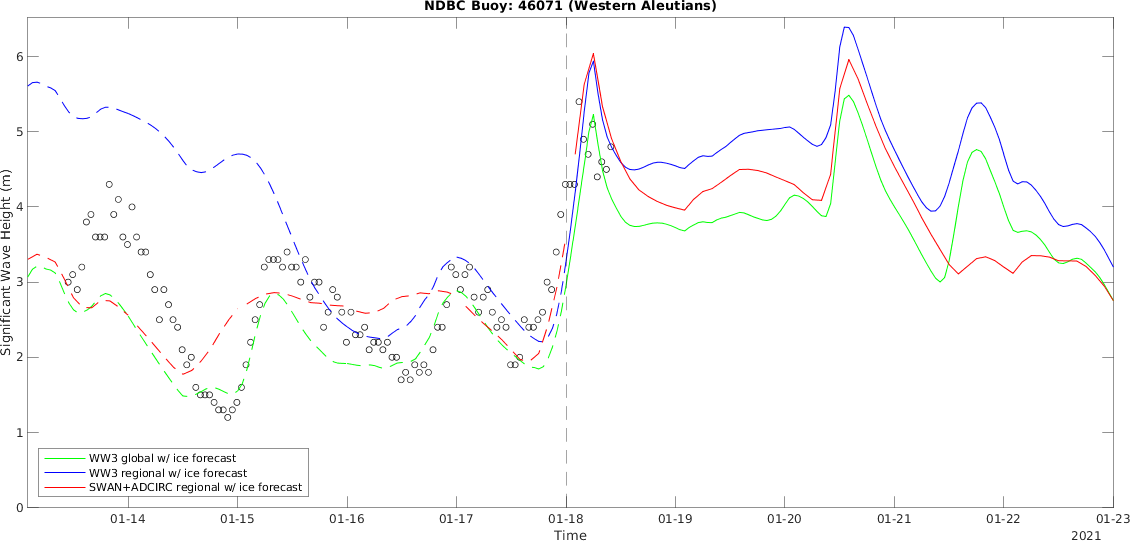 NDBC Buoy: 46071 (Western Aleutians)
Significant Wave Height (m)
6
5
4
3
2
1
0
WW3 global w/ ice forecast
WW3 regional w/ ice forecast
SWAN+ADCIRC regional w/ ice forecast
01-14 01-15 01-16 01-17 01-18 01-19 01-20 01-21 01-22 01-23
Time
2021